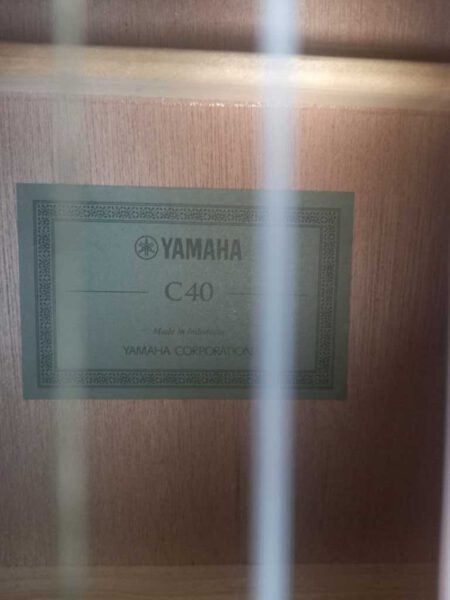 YAMAHA
C40
Made in Indonesia
YAMAHA CORPORATION